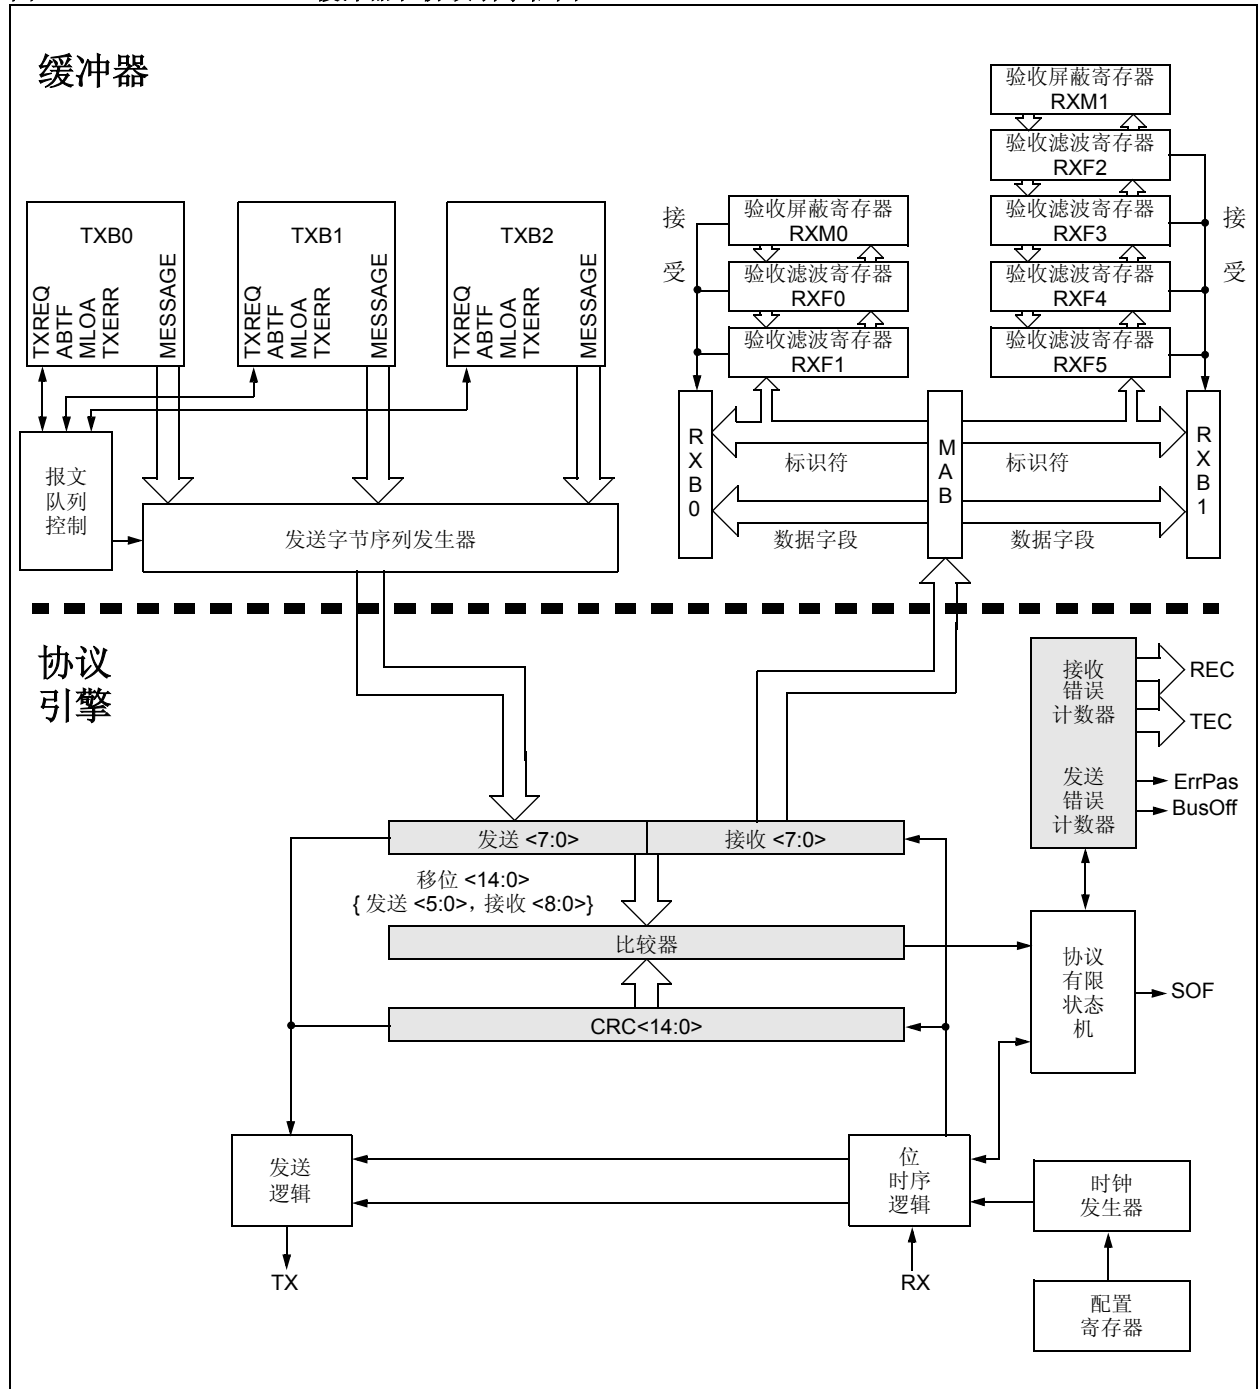 缓冲器
验收屏蔽寄存器
RXM1
验收滤波寄存器
RXF2
验收滤波寄存器
RXF3
验收滤波寄存器
RXF4
验收滤波寄存器
RXF5
接
受
验收屏蔽寄存器
RXM0
验收滤波寄存器
RXF0
验收滤波寄存器
RXF1
接
受
TXB0
TXREQ
ABTF
MLOA
TXERR
MESSAGE
TXB1
TXREQ
ABTF
MLOA
TXERR
MESSAGE
TXB2
TXREQ
ABTF
MLOA
TXERR
MESSAGE
报文
队列
控制
发送字节序列发生器
RXB0
标识符
数据字段
MAB
标识符
数据字段
RXB1
协议
引擎
接收
错误
计数器
发送
错误
计数器
REC
TEC
ErrPas
BusOff
发送 <7:0>
接收 <7:0>
移位 <14:0>
{ 发送 <5:0>, 接收 <8:0>}
比较器
CRC<14:0>
协议
有限
状态
机
SOF
发送
逻辑
位
时序
逻辑
时钟
发生器
TX
RX
配置
寄存器